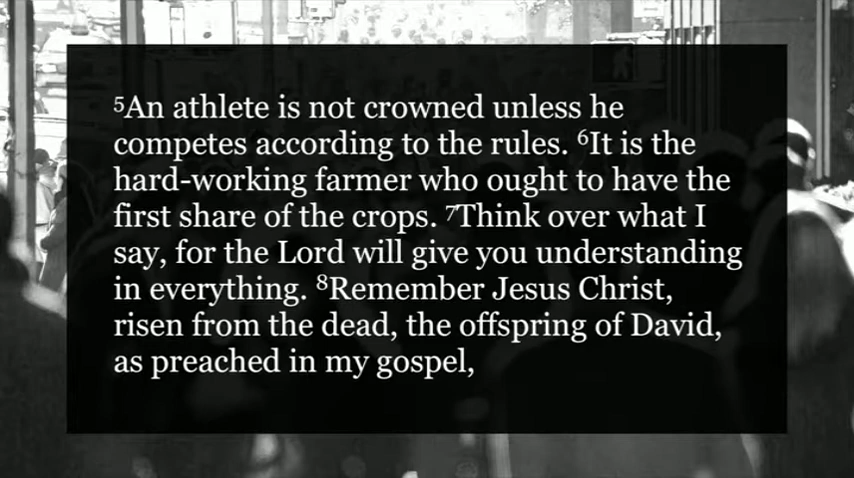 ⁵An athlete is not crowned unless he
competes according to the rules. ⁶It is the
hard-working farmer who ought to have the
first share of the crops. ⁷Think over what I
say, for the Lord will give you understanding
in everything. ⁸Remember Jesus Christ,
risen from the dead, the offspring of David,
as preached in my gospel,